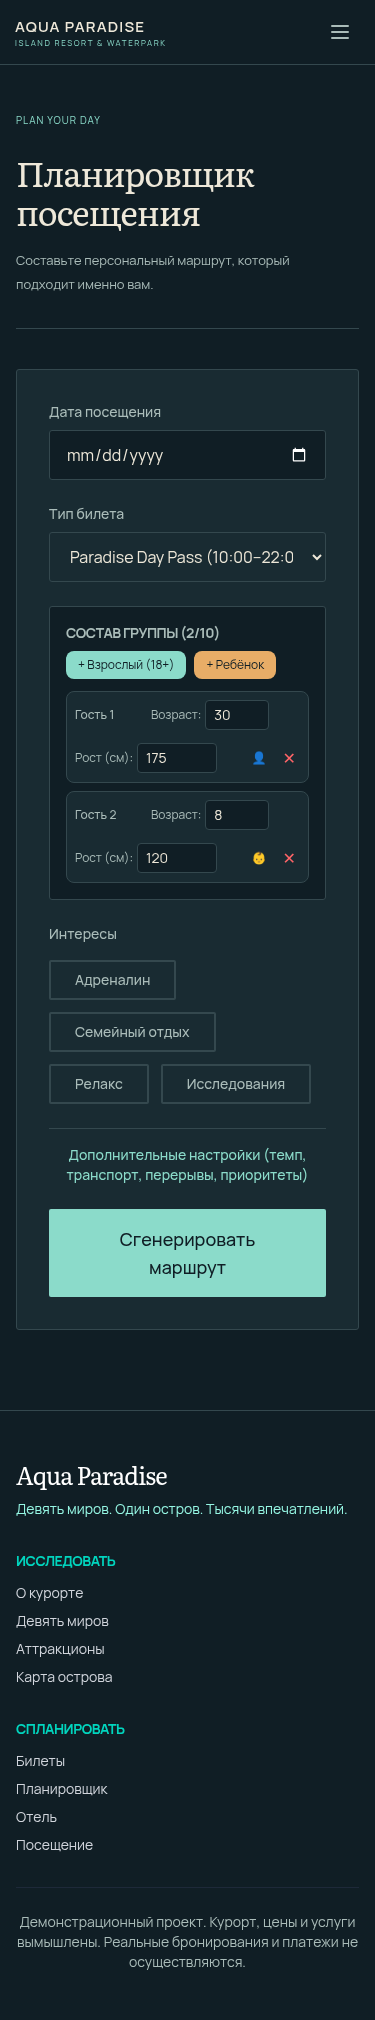 AQUA PARADISE
ISLAND RESORT & WATERPARK
PLAN YOUR DAY
Планировщик
посещения
Составьте персональный маршрут, который
подходит именно вам.
Дата посещения
mm/dd/yyyy
Тип билета
Paradise Day Pass (10:00–22:0
СОСТАВ ГРУППЫ (2/10)
+ Взрослый (18+) + Ребёнок
Гость 1 Возраст: 30
Рост (см): 175
Гость 2 Возраст: 8
Рост (см): 120
Интересы
Адреналин
Семейный отдых
Релакс Исследования
Дополнительные настройки (темп,
транспорт, перерывы, приоритеты)
Сгенерировать
маршрут
Aqua Paradise
Девять миров. Один остров. Тысячи впечатлений.
ИССЛЕДОВАТЬ
О курорте
Девять миров
Аттракционы
Карта острова
СПЛАНИРОВАТЬ
Билеты
Планировщик
Отель
Посещение
Демонстрационный проект. Курорт, цены и услуги
вымышлены. Реальные бронирования и платежи не
осуществляются.